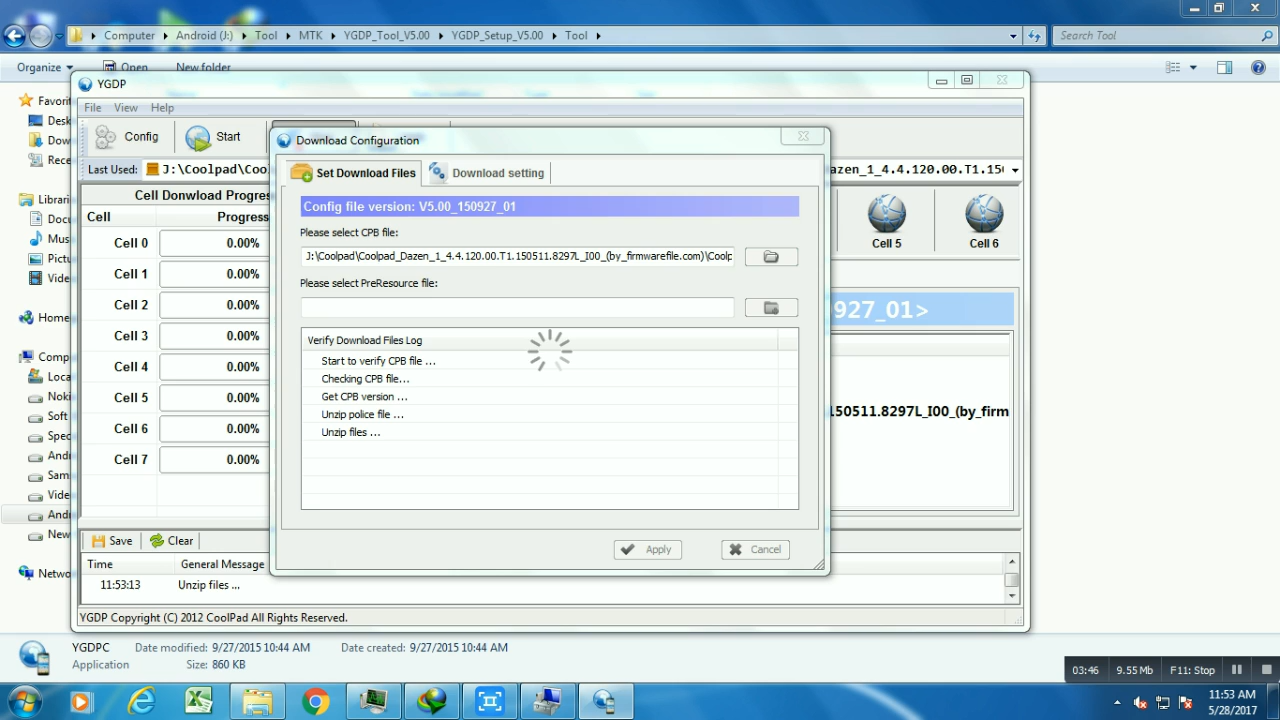 Computer Android (J:) Tool MTK YGDP_Tool_V5.00 YGDP_Setup_V5.00 Tool Search Tool
Organize Open New folder
YGDP
File View Help
Config Start
Last Used: J:\Coolpad\Coo azen_1_4.4.120.00.T1.150
Download Configuration
Set Download Files Download setting
Config file version: V5.00_150927_01
Please select CPB file:
J:\Coolpad\Coolpad_Dazen_1_4.4.120.00.T1.150511.8297L_I00_(by_firmwarefile.com)\Coolp
Please select PreResource file:
Verify Download Files Log
Start to verify CPB file ...
Checking CPB file...
Get CPB version ...
Unzip police file ...
Unzip files ...
Apply Cancel
Cell Donwload Progres
Cell Progress
Cell 0 0.00%
Cell 1 0.00%
Cell 2 0.00%
Cell 3 0.00%
Cell 4 0.00%
Cell 5 0.00%
Cell 6 0.00%
Cell 7 0.00%
Cell 5 Cell 6
927_01>
150511.8297L_I00_(by_firm
Save Clear
Time General Message
11:53:13 Unzip files ...
YGDP Copyright (C) 2012 CoolPad All Rights Reserved.
Favorit
Desk
Dow
Rece
Librari
Docu
Mus
Pictu
Vide
Home
Comp
Loca
Noki
Soft
Spec
And
Sam
Vide
Andr
New
Netwo
YGDPC Date modified: 9/27/2015 10:44 AM Date created: 9/27/2015 10:44 AM
Application Size: 860 KB
03:46 9.55 Mb F11: Stop
11:53 AM
5/28/2017